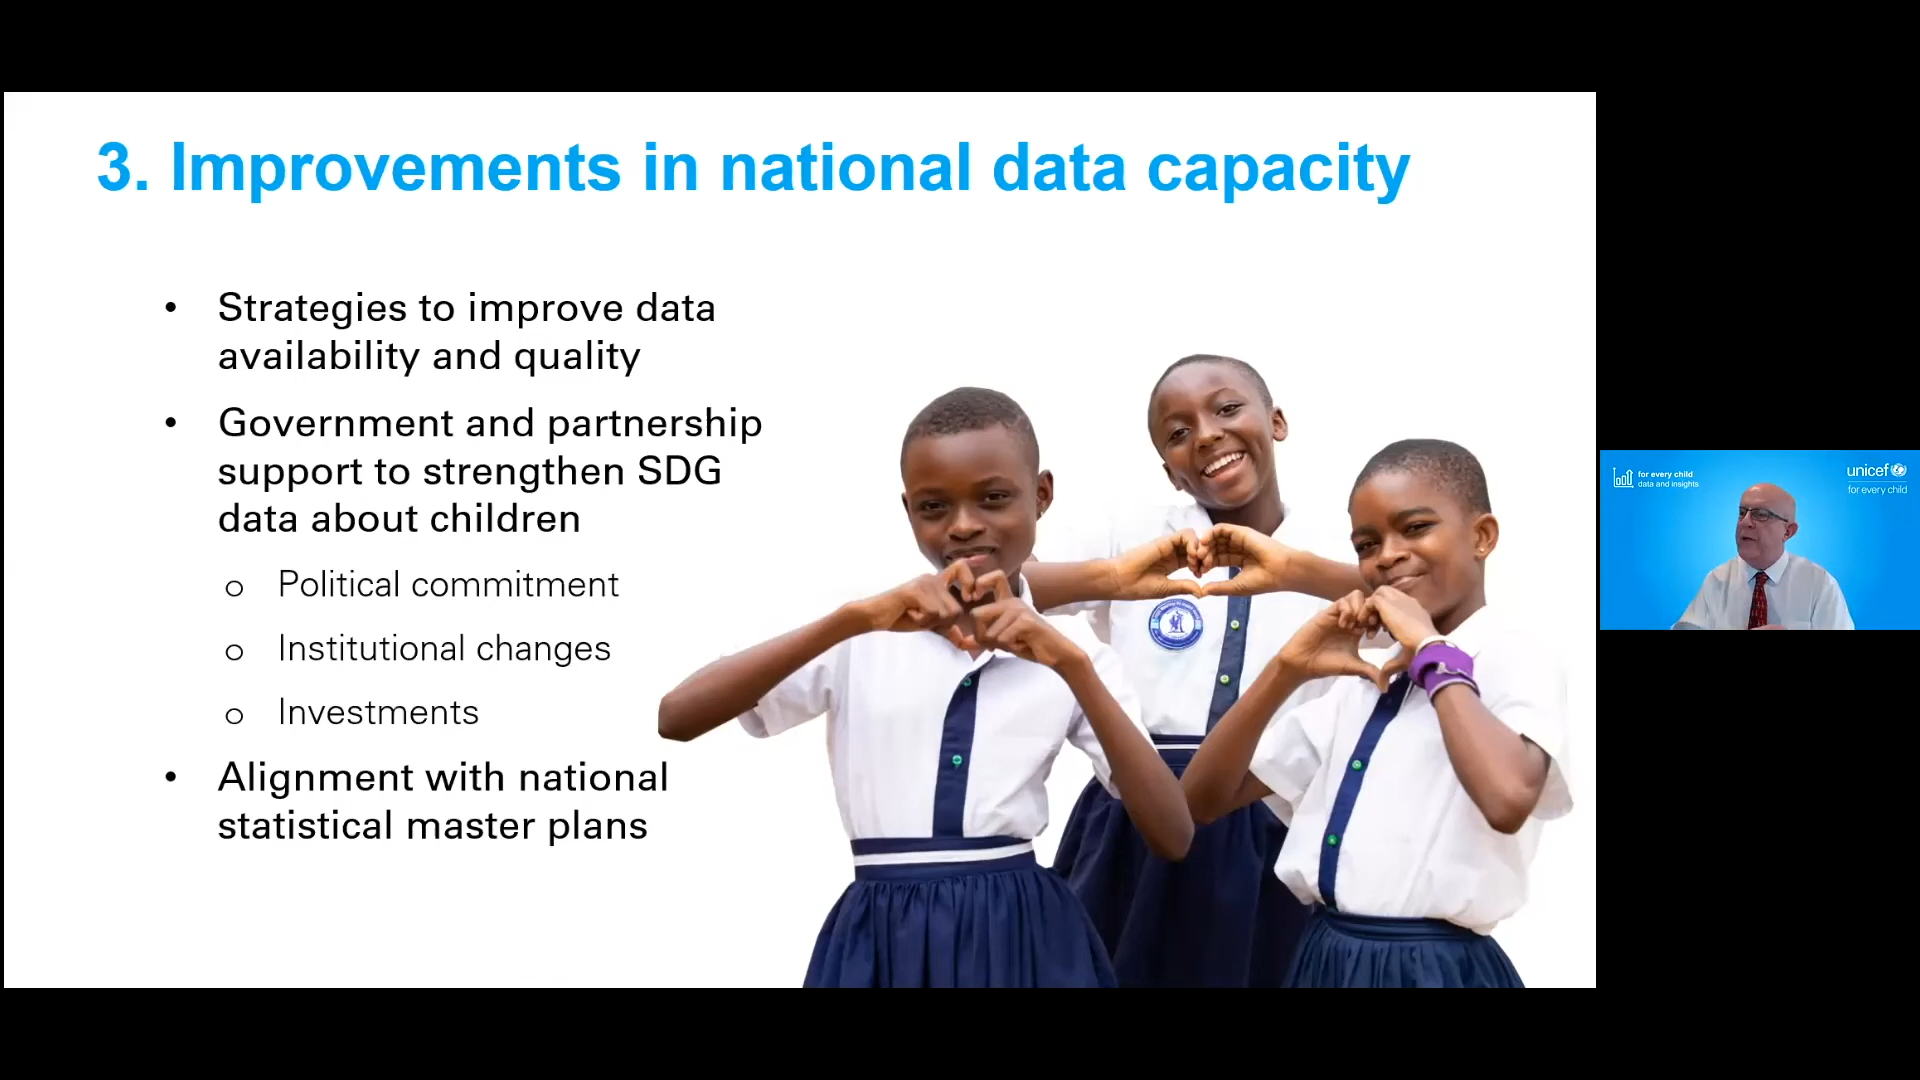 3. Improvements in national data capacity
• Strategies to improve data
availability and quality
• Government and partnership
support to strengthen SDG
data about children
o Political commitment
o Institutional changes
o Investments
• Alignment with national
statistical master plans
for every child
data and insights
unicef
for every child